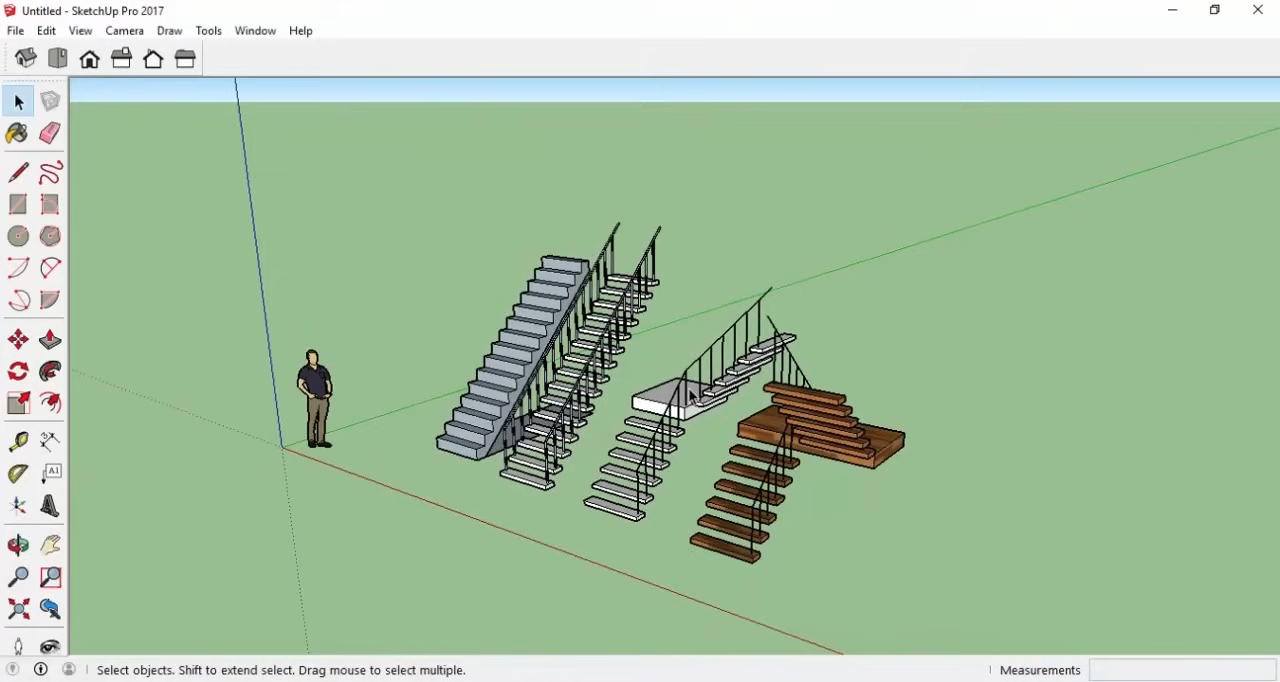 Untitled - SketchUp Pro 2017
File Edit View Camera Draw Tools Window Help
A1
Select objects. Shift to extend select. Drag mouse to select multiple.
Measurements